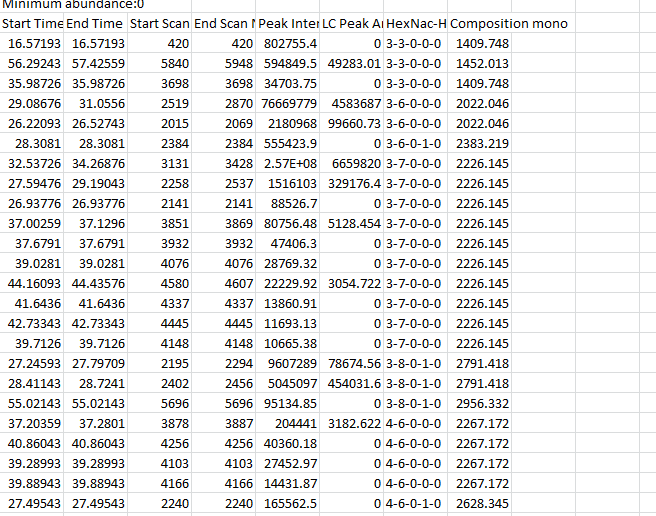 Minimum abundance:0
Start Time End Time Start Scan End Scan Peak Inter LC Peak HexNac-H Composition mono
16.57193 16.57193 420 420 802755.4 0 3-3-0-0-0 1409.748
56.29243 57.42559 5840 5948 594849.5 49283.01 3-3-0-0-0 1452.013
35.98726 35.98726 3698 3698 34703.75 0 3-3-0-0-0 1409.748
29.08676 31.0556 2519 2870 76669779 4583687 3-6-0-0-0 2022.046
26.22093 26.52743 2015 2069 2180968 99660.73 3-6-0-0-0 2022.046
28.3081 28.3081 2384 2384 555423.9 0 3-6-0-1-0 2383.219
32.53726 34.26876 3131 3428 2.57E+08 6659820 3-7-0-0-0 2226.145
27.59476 29.19043 2258 2537 1516103 329176.4 3-7-0-0-0 2226.145
26.93776 26.93776 2141 2141 88526.7 0 3-7-0-0-0 2226.145
37.00259 37.1296 3851 3869 80756.48 5128.454 3-7-0-0-0 2226.145
37.6791 37.6791 3932 3932 47406.3 0 3-7-0-0-0 2226.145
39.0281 39.0281 4076 4076 28769.32 0 3-7-0-0-0 2226.145
44.16093 44.43576 4580 4607 22229.92 3054.722 3-7-0-0-0 2226.145
41.6436 41.6436 4337 4337 13860.91 0 3-7-0-0-0 2226.145
42.73343 42.73343 4445 4445 11693.13 0 3-7-0-0-0 2226.145
39.7126 39.7126 4148 4148 10665.38 0 3-7-0-0-0 2226.145
27.24593 27.79709 2195 2294 9607289 78674.56 3-8-0-1-0 2791.418
28.41143 28.7241 2402 2456 5045097 454031.6 3-8-0-1-0 2791.418
55.02143 55.02143 5696 5696 95134.85 0 3-8-0-1-0 2956.332
37.20359 37.2801 3878 3887 204441 3182.622 4-6-0-0-0 2267.172
40.86043 40.86043 4256 4256 40360.18 0 4-6-0-0-0 2267.172
39.28993 39.28993 4103 4103 27452.97 0 4-6-0-0-0 2267.172
39.88943 39.88943 4166 4166 14431.87 0 4-6-0-0-0 2267.172
27.49543 27.49543 2240 2240 165562.5 0 4-6-0-1-0 2628.345